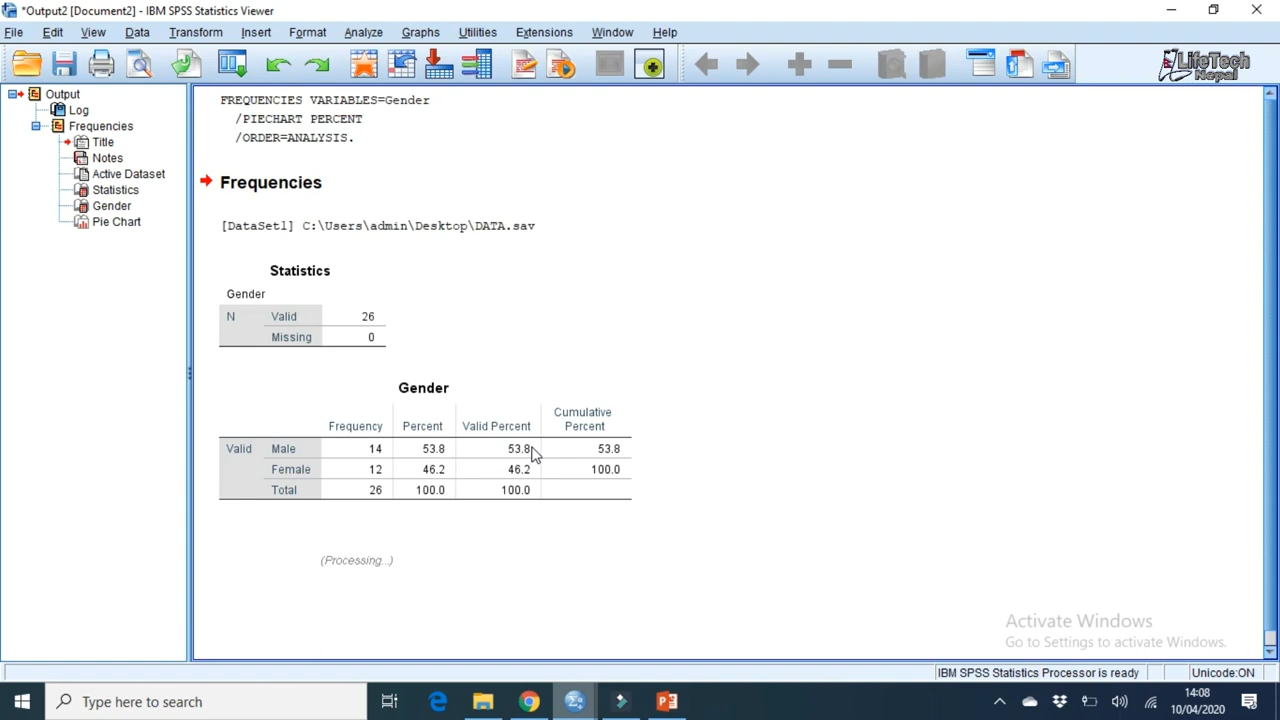 *Output2 [Document2] - IBM SPSS Statistics Viewer
File Edit View Data Transform Insert Format Analyze Graphs Utilities Extensions Window Help
LifeTech
Nepal
Output
Log
Frequencies
Title
Notes
Active Dataset
Statistics
Gender
Pie Chart
FREQUENCIES VARIABLES=Gender
/PIECHART PERCENT
/ORDER=ANALYSIS.
Frequencies
[DataSet1] C:\Users\admin\Desktop\DATA.sav
Statistics
Gender
N Valid 26
Missing 0
Gender
Frequency Percent Valid Percent Cumulative Percent
Valid Male 14 53.8 53.8 53.8
Female 12 46.2 46.2 100.0
Total 26 100.0 100.0
(Processing...)
Activate Windows
Go to Settings to activate Windows.
IBM SPSS Statistics Processor is ready Unicode:ON
Type here to search
14:08
10/04/2020